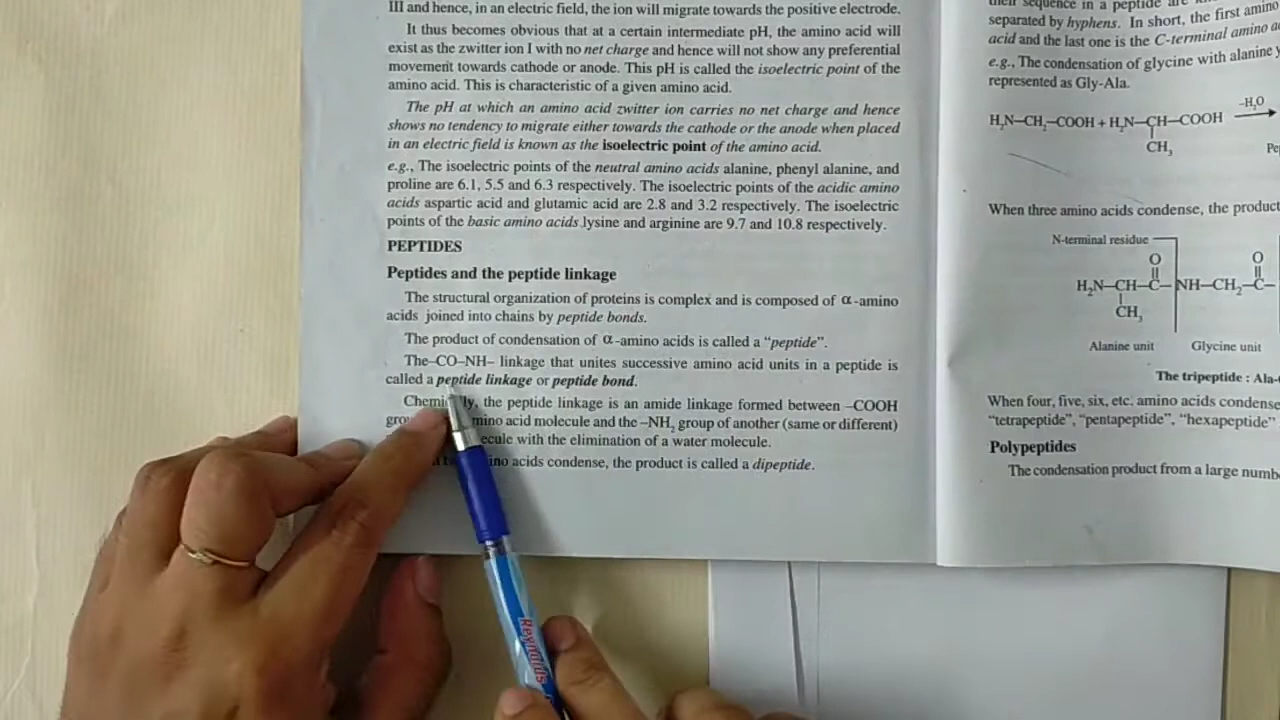 III and hence, in an electric field, the ion will migrate towards the positive electrode.
It thus becomes obvious that at a certain intermediate pH, the amino acid will
exist as the zwitter ion I with no net charge and hence will not show any preferential
movement towards cathode or anode. This pH is called the isoelectric point of the
amino acid. This is characteristic of a given amino acid.
The pH at which an amino acid zwitter ion carries no net charge and hence
shows no tendency to migrate either towards the cathode or the anode when placed
in an electric field is known as the isoelectric point of the amino acid.
e.g., The isoelectric points of the neutral amino acids alanine, phenyl alanine, and
proline are 6.1, 5.5 and 6.3 respectively. The isoelectric points of the acidic amino
acids aspartic acid and glutamic acid are 2.8 and 3.2 respectively. The isoelectric
points of the basic amino acids lysine and arginine are 9.7 and 10.8 respectively.
PEPTIDES
Peptides and the peptide linkage
The structural organization of proteins is complex and is composed of α-amino
acids joined into chains by peptide bonds.
The product of condensation of α-amino acids is called a “peptide”.
The–CO–NH– linkage that unites successive amino acid units in a peptide is
called a peptide linkage or peptide bond.
the peptide linkage is an amide linkage formed between –COOH
acid molecule and the –NH₂ group of another (same or different)
with the elimination of a water molecule.
acids condense, the product is called a dipeptide.
their sequence in a peptide are
separated by hyphens. In short, the first amino
acid and the last one is the C-terminal amino
e.g., The condensation of glycine with alanine
represented as Gly-Ala.
–H₂O
H₂N–CH₂–COOH + H₂N–CH–COOH
CH₃
When three amino acids condense, the product
N-terminal residue
O O
H₂N–CH–C– NH–CH₂–C–
CH₃
Alanine unit Glycine unit
The tripeptide : Ala-
When four, five, six, etc. amino acids condense
“tetrapeptide”, “pentapeptide”, “hexapeptide”
Polypeptides
The condensation product from a large
Reynolds